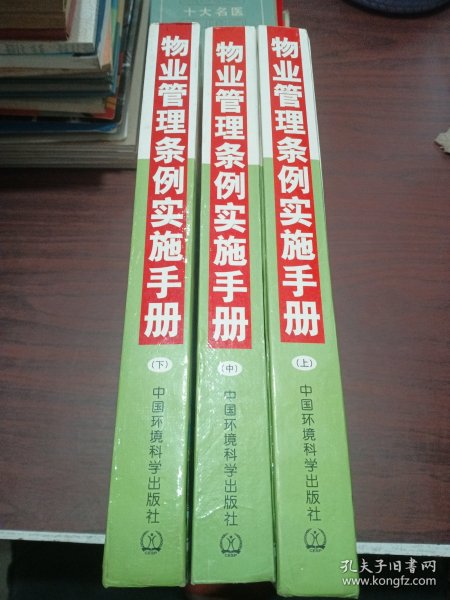 十大名医
物业管理条例实施手册
（下）
中国环境科学出版社
CESP
物业管理条例实施手册
（中）
中国环境科学出版社
CESP
物业管理条例实施手册
（上）
中国环境科学出版社
CESP
孔夫子旧书网
www.kongfz.com